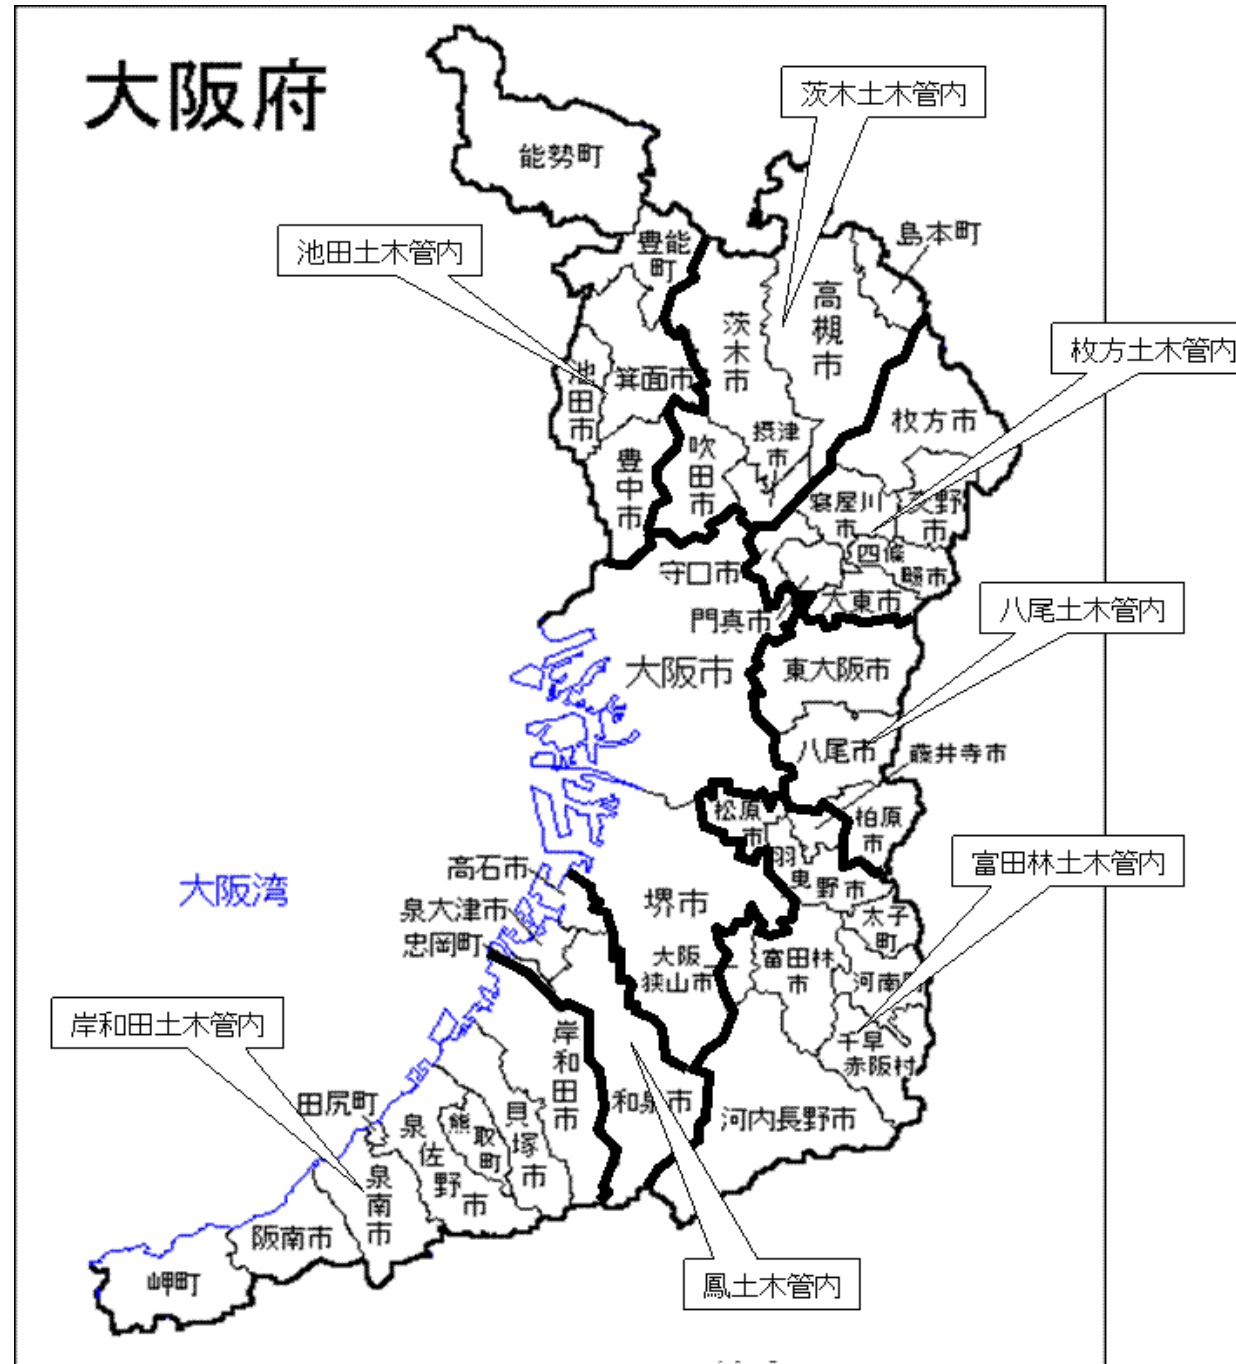 大阪府
能勢町
茨木土木管内
池田土木管内
豊能
町
島本町
高槻市
茨木市
枚方土木管内
池田市
箕面市
枚方市
摂津
市
吹田市
豊中市
寝屋川
市
交野
市
四條
畷市
守口市
大東市
門真市
八尾土木管内
大阪市
東大阪市
八尾市
藤井寺市
松原
市
柏原
市
羽
曳野市
富田林土木管内
高石市
大阪湾
堺市
泉大津市
太子
町
忠岡町
大阪
狭山市
富田林
市
河南町
岸和田土木管内
岸和田市
千早
赤阪村
田尻町
和泉市
河内長野市
泉佐野市
熊取町
貝塚市
泉南市
阪南市
岬町
鳳土木管内